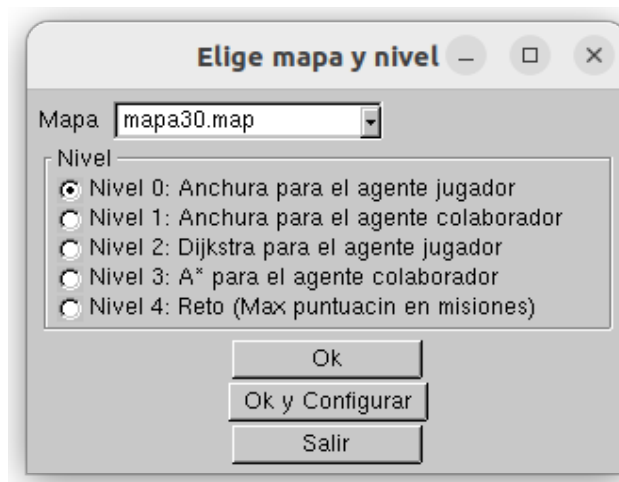 Elige mapa y nivel
Mapa mapa30.map
Nivel
Nivel 0: Anchura para el agente jugador
Nivel 1: Anchura para el agente colaborador
Nivel 2: Dijkstra para el agente jugador
Nivel 3: A* para el agente colaborador
Nivel 4: Reto (Max puntuacin en misiones)
Ok
Ok y Configurar
Salir